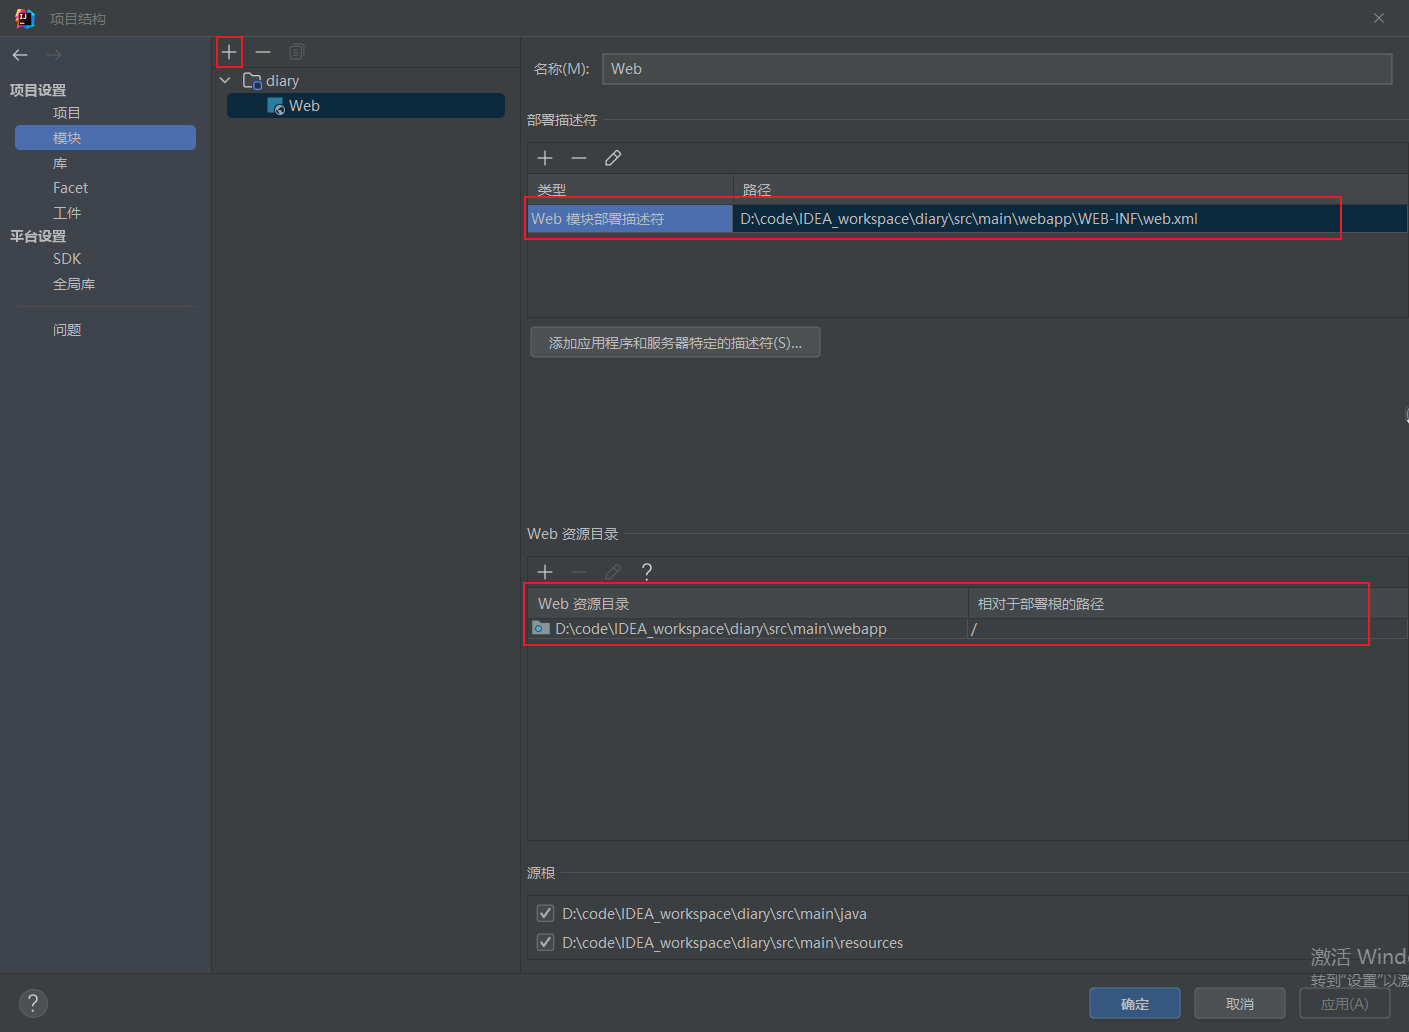 项目结构
项目设置
项目
模块
库
Facet
工件
平台设置
SDK
全局库
问题
diary
Web
名称(M): Web
部署描述符
类型 路径
Web 模块部署描述符 D:\code\IDEA_workspace\diary\src\main\webapp\WEB-INF\web.xml
添加应用程序和服务器特定的描述符(S)...
Web 资源目录
Web 资源目录 相对于部署根的路径
D:\code\IDEA_workspace\diary\src\main\webapp /
源根
D:\code\IDEA_workspace\diary\src\main\java
D:\code\IDEA_workspace\diary\src\main\resources
激活 Windo
转到"设置"以激
确定 取消 应用(A)